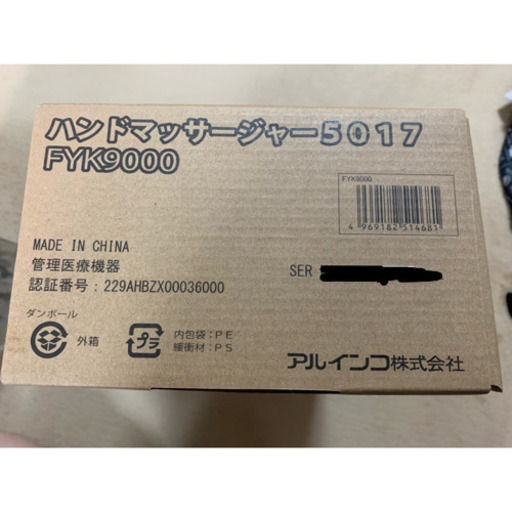 ハンドマッサージャー5017
FYK9000
FYK9000
4 969182 514681
MADE IN CHINA
管理医療機器
認証番号：229AHBZX00036000
SER
ダンボール
外箱
プラ
内包袋：PE
緩衝材：PS
アルインコ株式会社